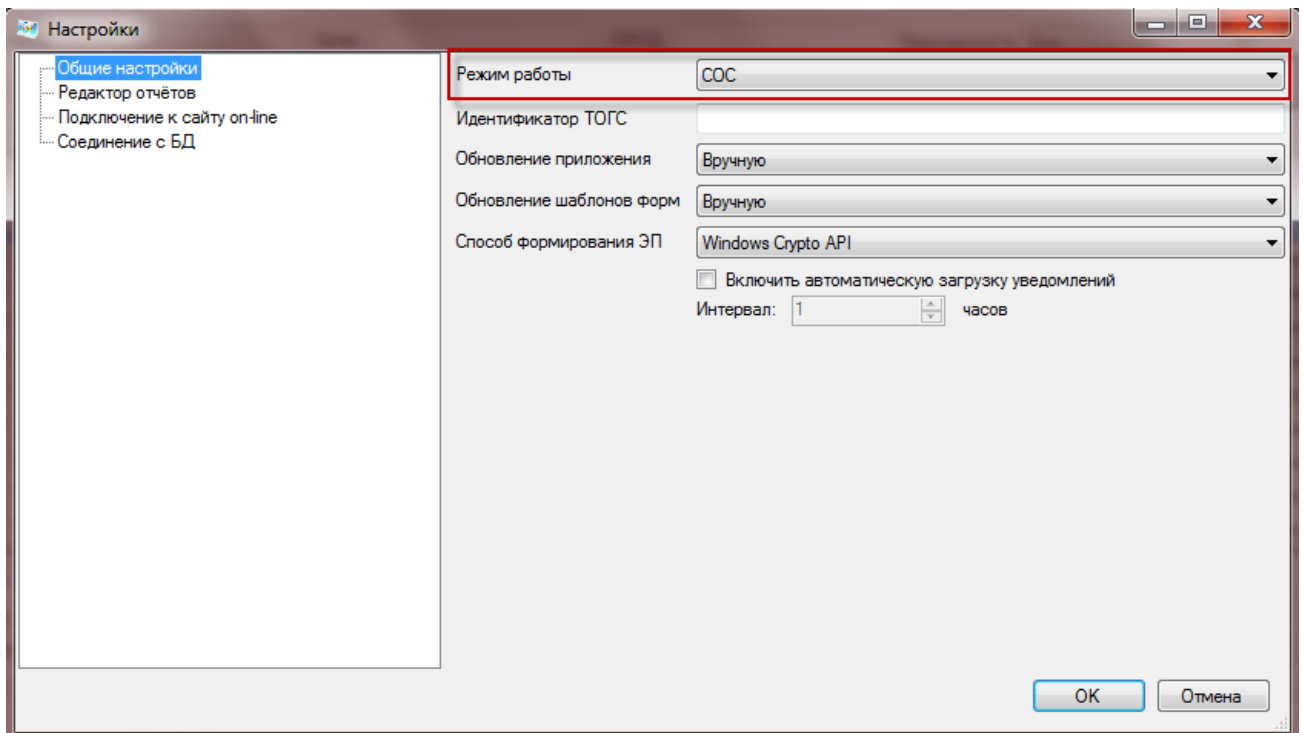 Настройки
Общие настройки
Редактор отчётов
Подключение к сайту on-line
Соединение с БД
Режим работы СОС
Идентификатор ТОГС
Обновление приложения Вручную
Обновление шаблонов форм Вручную
Способ формирования ЭП Windows Crypto API
Включить автоматическую загрузку уведомлений
Интервал: 1 часов
OK Отмена